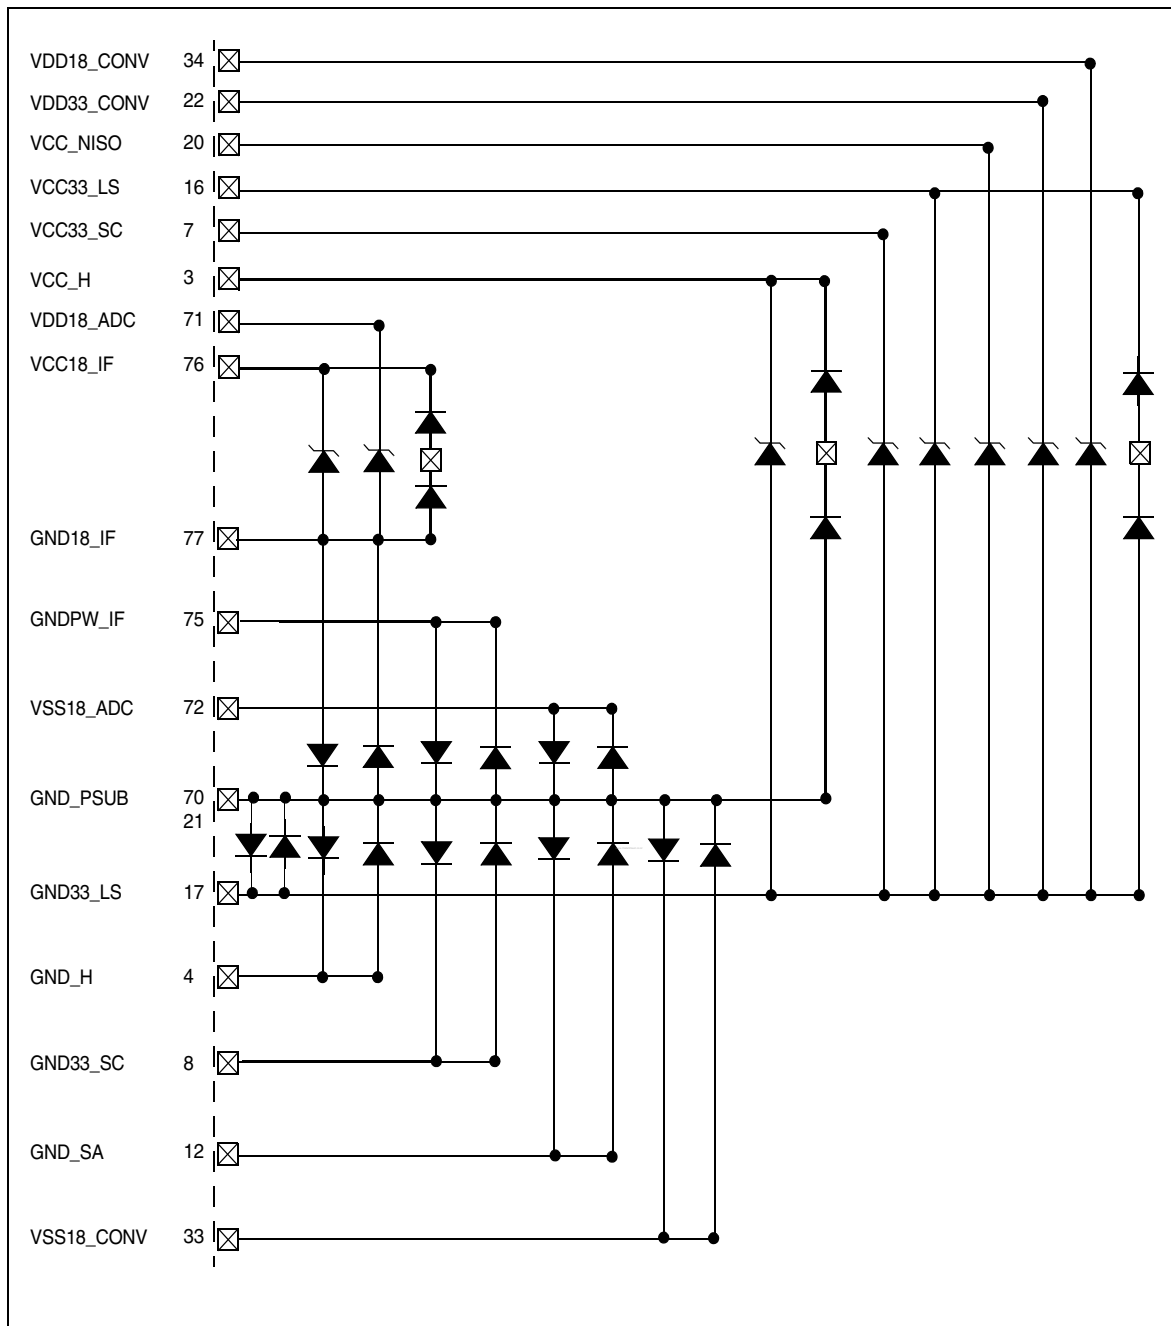 VDD18_CONV 34
VDD33_CONV 22
VCC_NISO 20
VCC33_LS 16
VCC33_SC 7
VCC_H 3
VDD18_ADC 71
VCC18_IF 76
GND18_IF 77
GNDPW_IF 75
VSS18_ADC 72
GND_PSUB 70
21
GND33_LS 17
GND_H 4
GND33_SC 8
GND_SA 12
VSS18_CONV 33